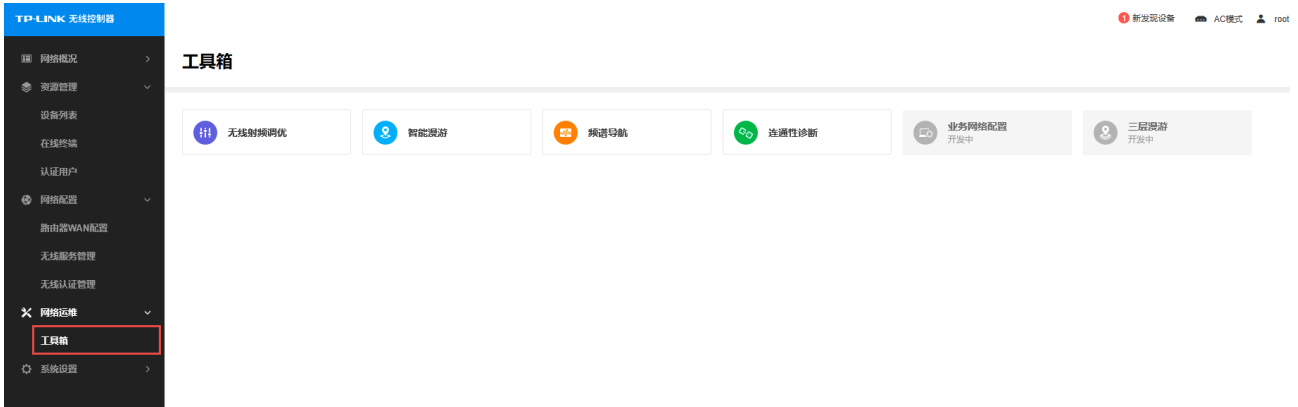 TP-LINK 无线控制器
1 新发现设备 AC模式 root
网络概况
资源管理
设备列表
在线终端
认证用户
网络配置
路由器WAN配置
无线服务管理
无线认证管理
网络运维
工具箱
系统设置
工具箱
无线射频调优
智能漫游
频谱导航
连通性诊断
业务网络配置
开发中
三层漫游
开发中